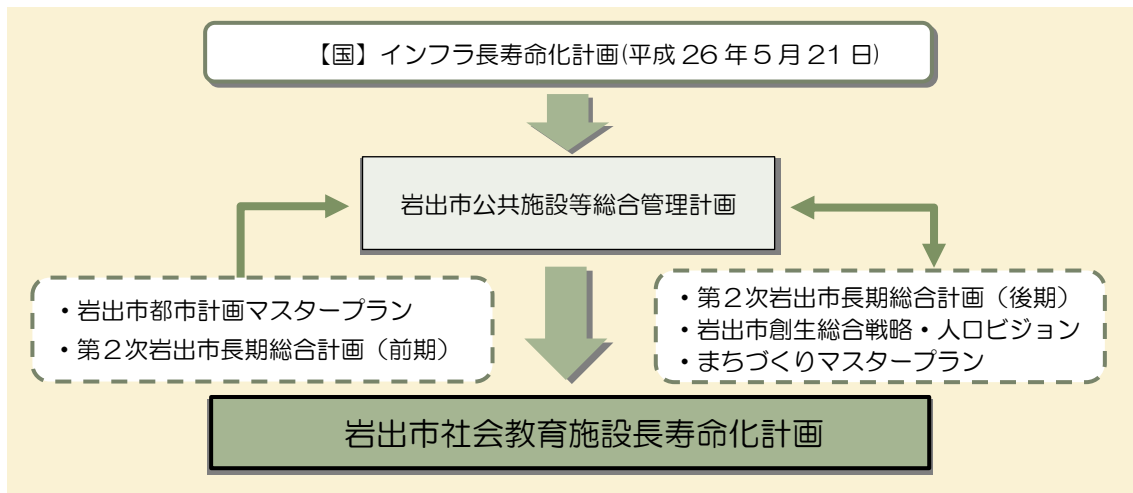 【国】インフラ長寿命化計画(平成 26 年 5 月 21 日)
岩出市公共施設等総合管理計画
・岩出市都市計画マスタープラン
・第２次岩出市長期総合計画（前期）
・第２次岩出市長期総合計画（後期）
・岩出市創生総合戦略・人口ビジョン
・まちづくりマスタープラン
岩出市社会教育施設長寿命化計画